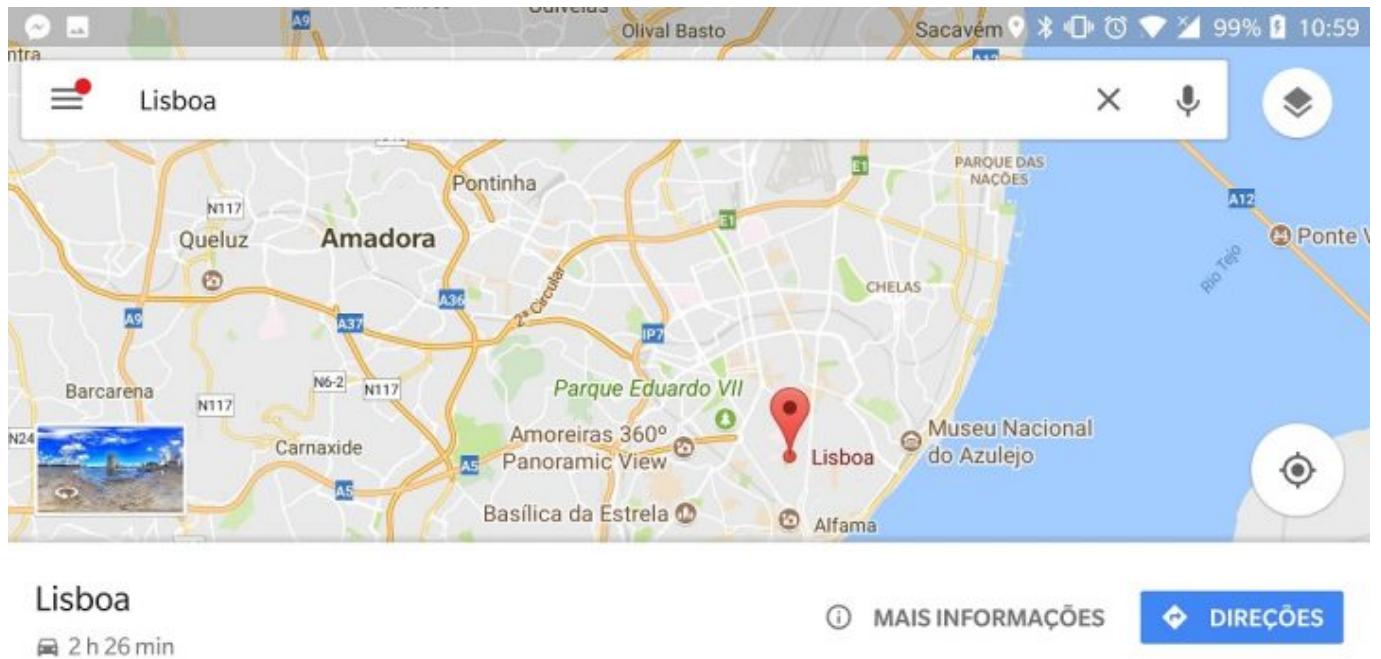 Olival Basto
Sacavém
99% 10:59
A9
Lisboa
PARQUE DAS
NAÇÕES
E1
Pontinha
A12
N117
E1
Queluz
Amadora
Ponte V
Rio Tejo
2ª Circular
CHELAS
A36
A9
A37
IP7
Barcarena
N6-2
N117
Parque Eduardo VII
N117
Amoreiras 360º
Panoramic View
Museu Nacional
do Azulejo
N24
Carnaxide
Lisboa
A5
A5
Basílica da Estrela
Alfama
Lisboa
MAIS INFORMAÇÕES
DIREÇÕES
2 h 26 min